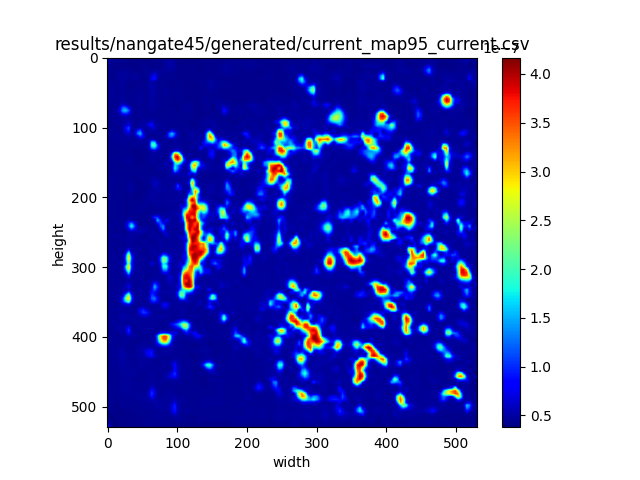 results/nangate45/generated/current_map95_current.csv
1e−7
0
100
200
300
400
500
height
0 100 200 300 400 500
width
4.0
3.5
3.0
2.5
2.0
1.5
1.0
0.5